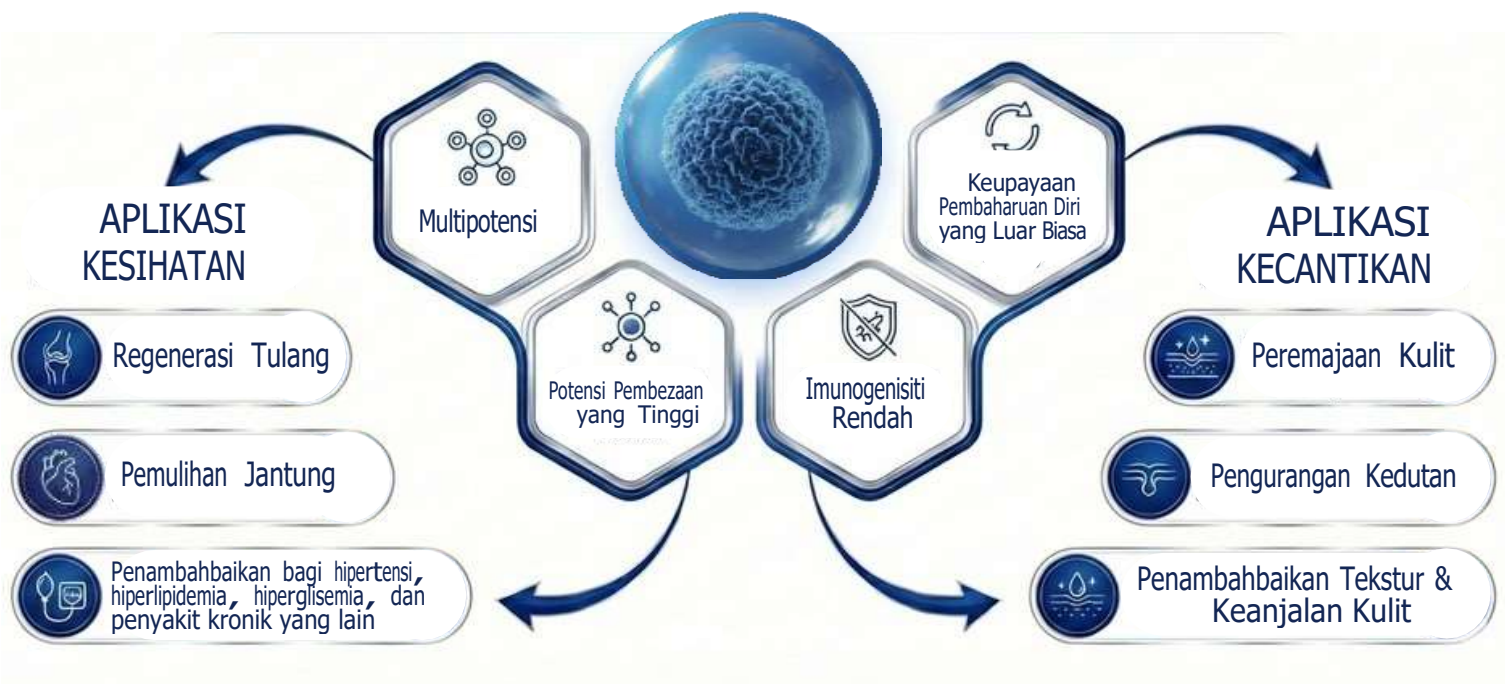 Multipotensi
Keupayaan
Pembaharuan Diri
yang Luar Biasa
Potensi Pembezaan
yang Tinggi
Imunogenisiti
Rendah
APLIKASI
KESIHATAN
Regenerasi Tulang
Pemulihan Jantung
Penambahbaikan bagi hipertensi,
hiperlipidemia, hiperglisemia, dan
penyakit kronik yang lain
APLIKASI
KECANTIKAN
Peremajaan Kulit
Pengurangan Kedutan
Penambahbaikan Tekstur &
Keanjalan Kulit